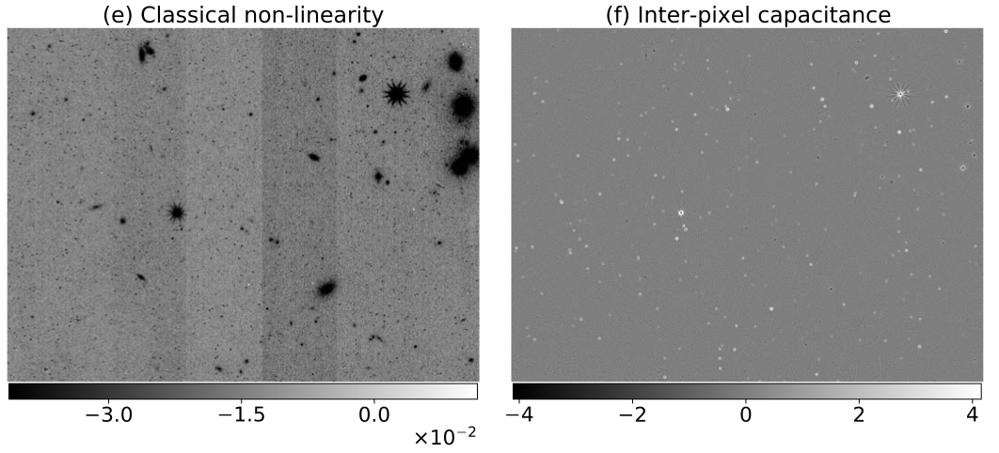 (e) Classical non-linearity
(f) Inter-pixel capacitance
−3.0 −1.5 0.0
×10⁻²
−4 −2 0 2 4